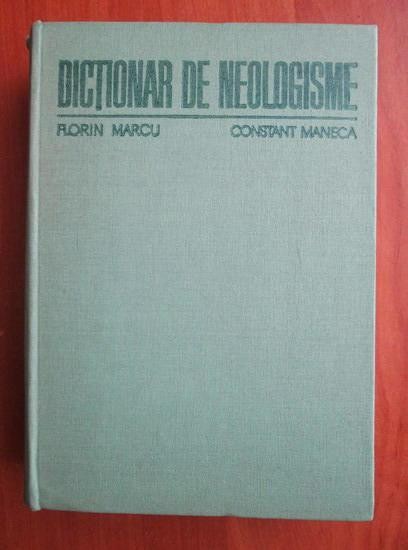 DICȚIONAR DE NEOLOGISME
FLORIN MARCU CONSTANT MANECA